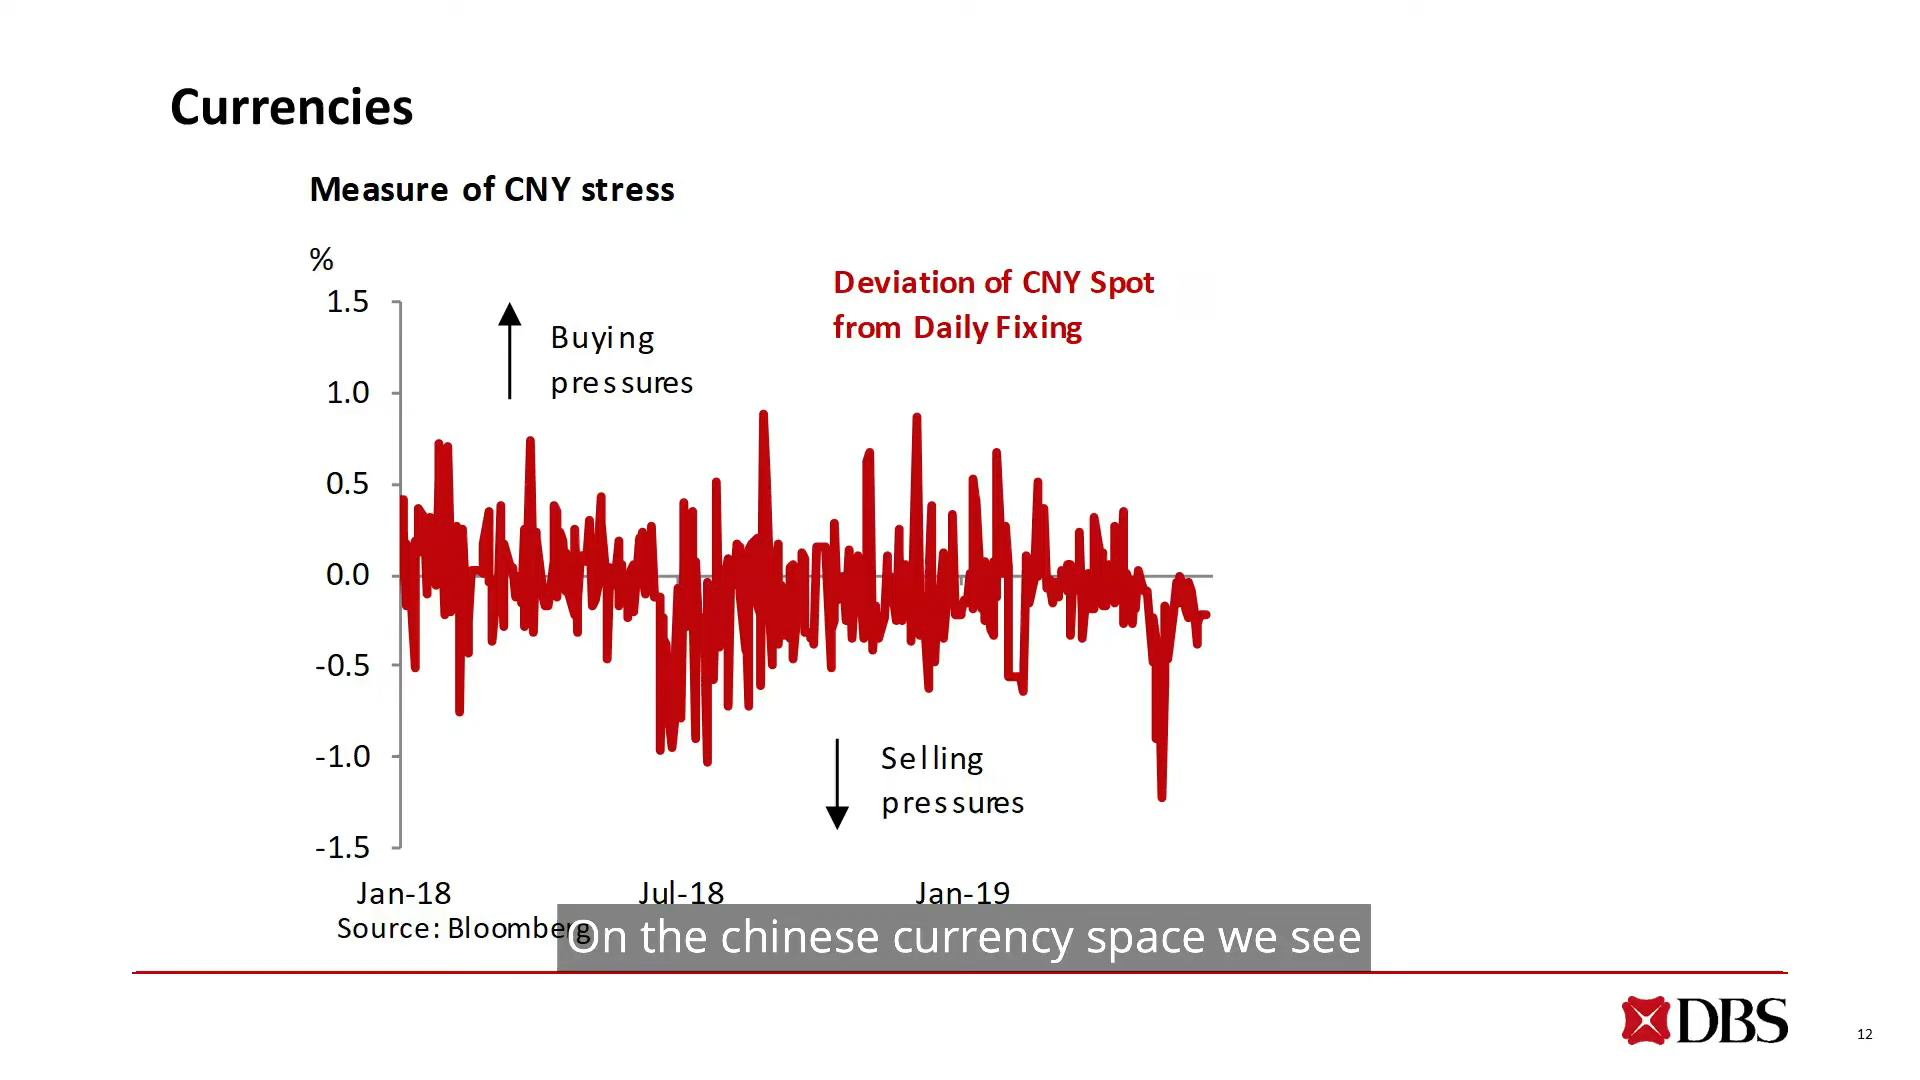 Currencies
Measure of CNY stress
%
Deviation of CNY Spot
from Daily Fixing
1.5
Buying
pressures
1.0
0.5
0.0
-0.5
-1.0
Selling
pressures
-1.5
Jan-18 Jul-18 Jan-19
Source: Bloomberg
On the chinese currency space we see
DBS
12